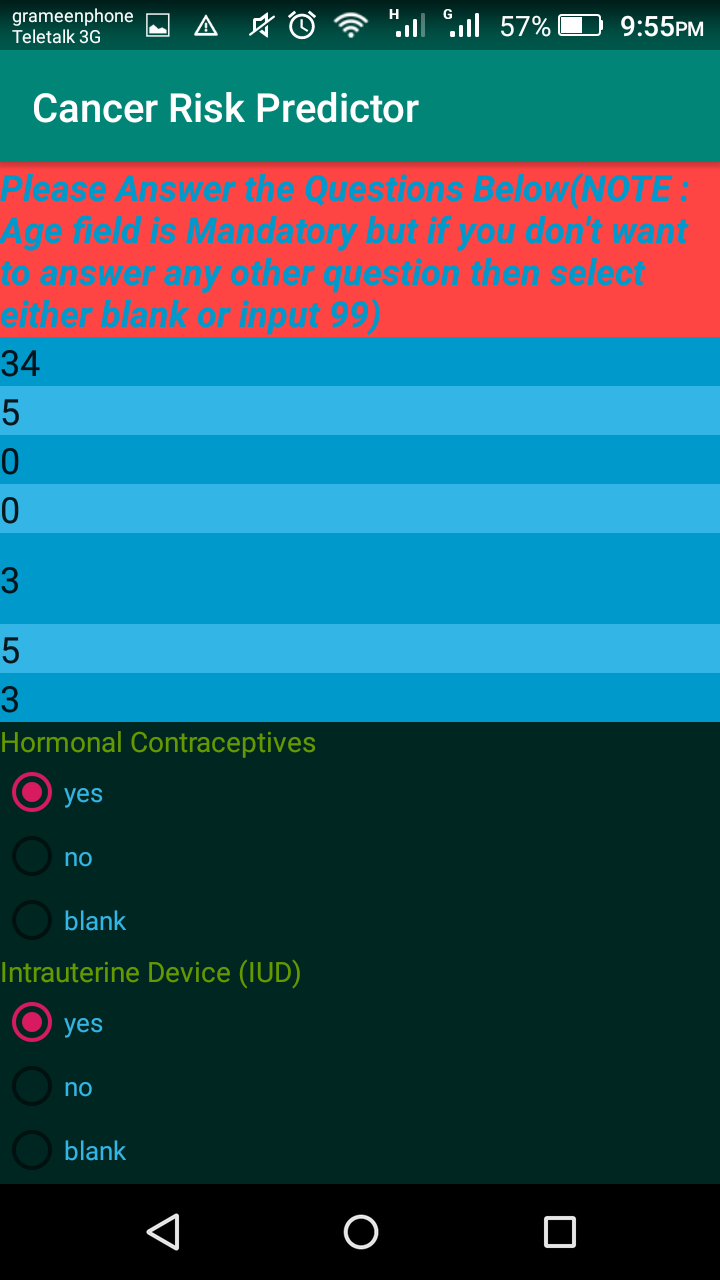 grameenphone
Teletalk 3G
H
G
57%
9:55PM
Cancer Risk Predictor
Please Answer the Questions Below(NOTE :
Age field is Mandatory but if you don't want
to answer any other question then select
either blank or input 99)
34
5
0
0
3
5
3
Hormonal Contraceptives
yes
no
blank
Intrauterine Device (IUD)
yes
no
blank